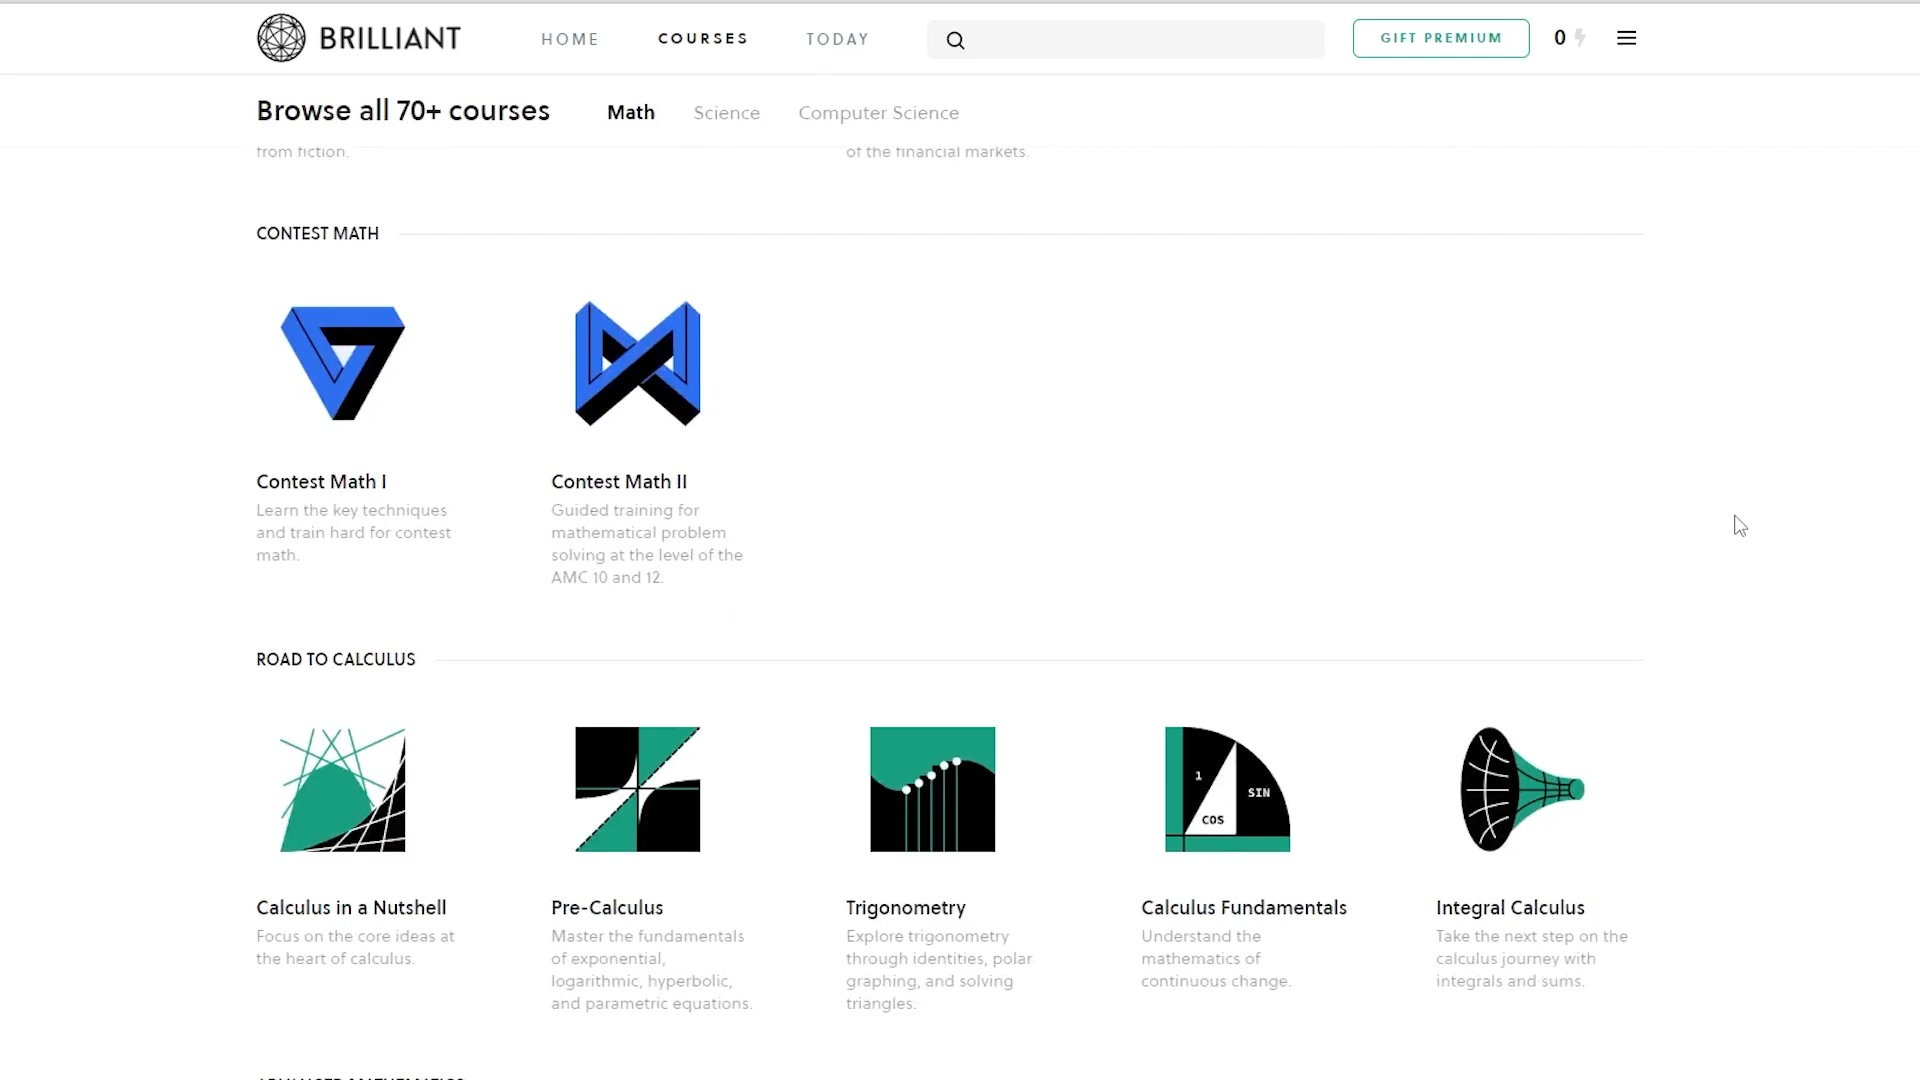 BRILLIANT
HOME
COURSES
TODAY
GIFT PREMIUM
0
Browse all 70+ courses
Math
Science
Computer Science
from fiction.
of the financial markets.
CONTEST MATH
Contest Math I
Learn the key techniques
and train hard for contest
math.
Contest Math II
Guided training for
mathematical problem
solving at the level of the
AMC 10 and 12.
ROAD TO CALCULUS
1
SIN
COS
Calculus in a Nutshell
Focus on the core ideas at
the heart of calculus.
Pre-Calculus
Master the fundamentals
of exponential,
logarithmic, hyperbolic,
and parametric equations.
Trigonometry
Explore trigonometry
through identities, polar
graphing, and solving
triangles.
Calculus Fundamentals
Understand the
mathematics of
continuous change.
Integral Calculus
Take the next step on the
calculus journey with
integrals and sums.
ADVANCED MATHEMATICS